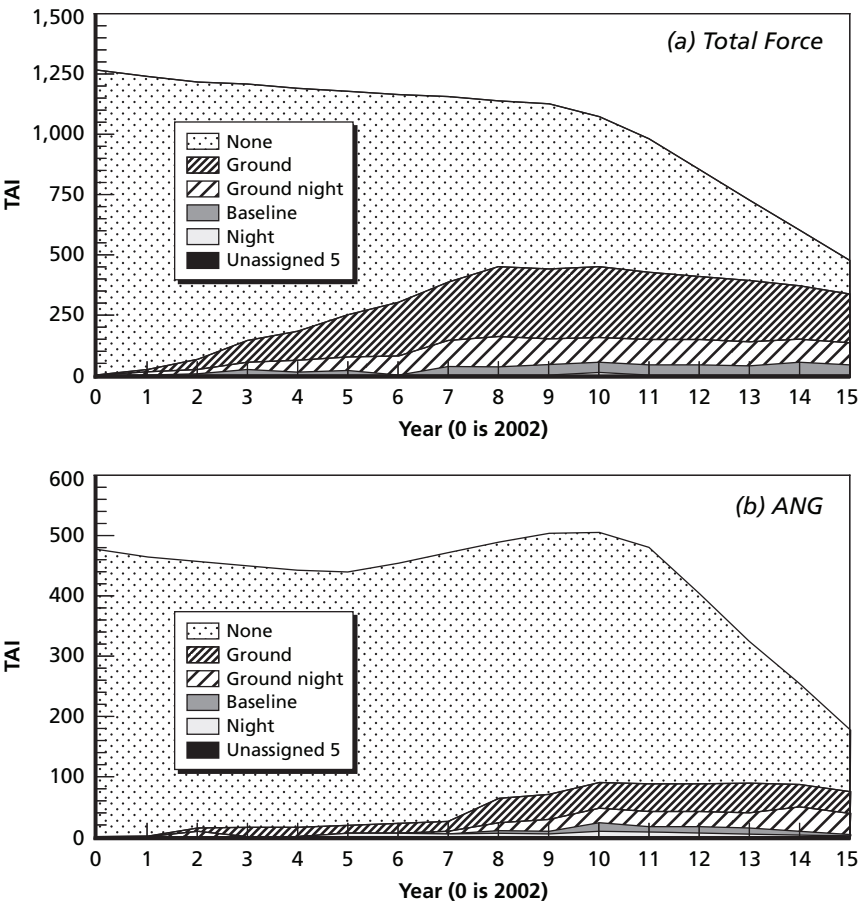 (a) Total Force
1,500
1,250
1,000
750
500
250
0
TAI
None
Ground
Ground night
Baseline
Night
Unassigned 5
0 1 2 3 4 5 6 7 8 9 10 11 12 13 14 15
Year (0 is 2002)
(b) ANG
600
500
400
300
200
100
0
TAI
None
Ground
Ground night
Baseline
Night
Unassigned 5
0 1 2 3 4 5 6 7 8 9 10 11 12 13 14 15
Year (0 is 2002)